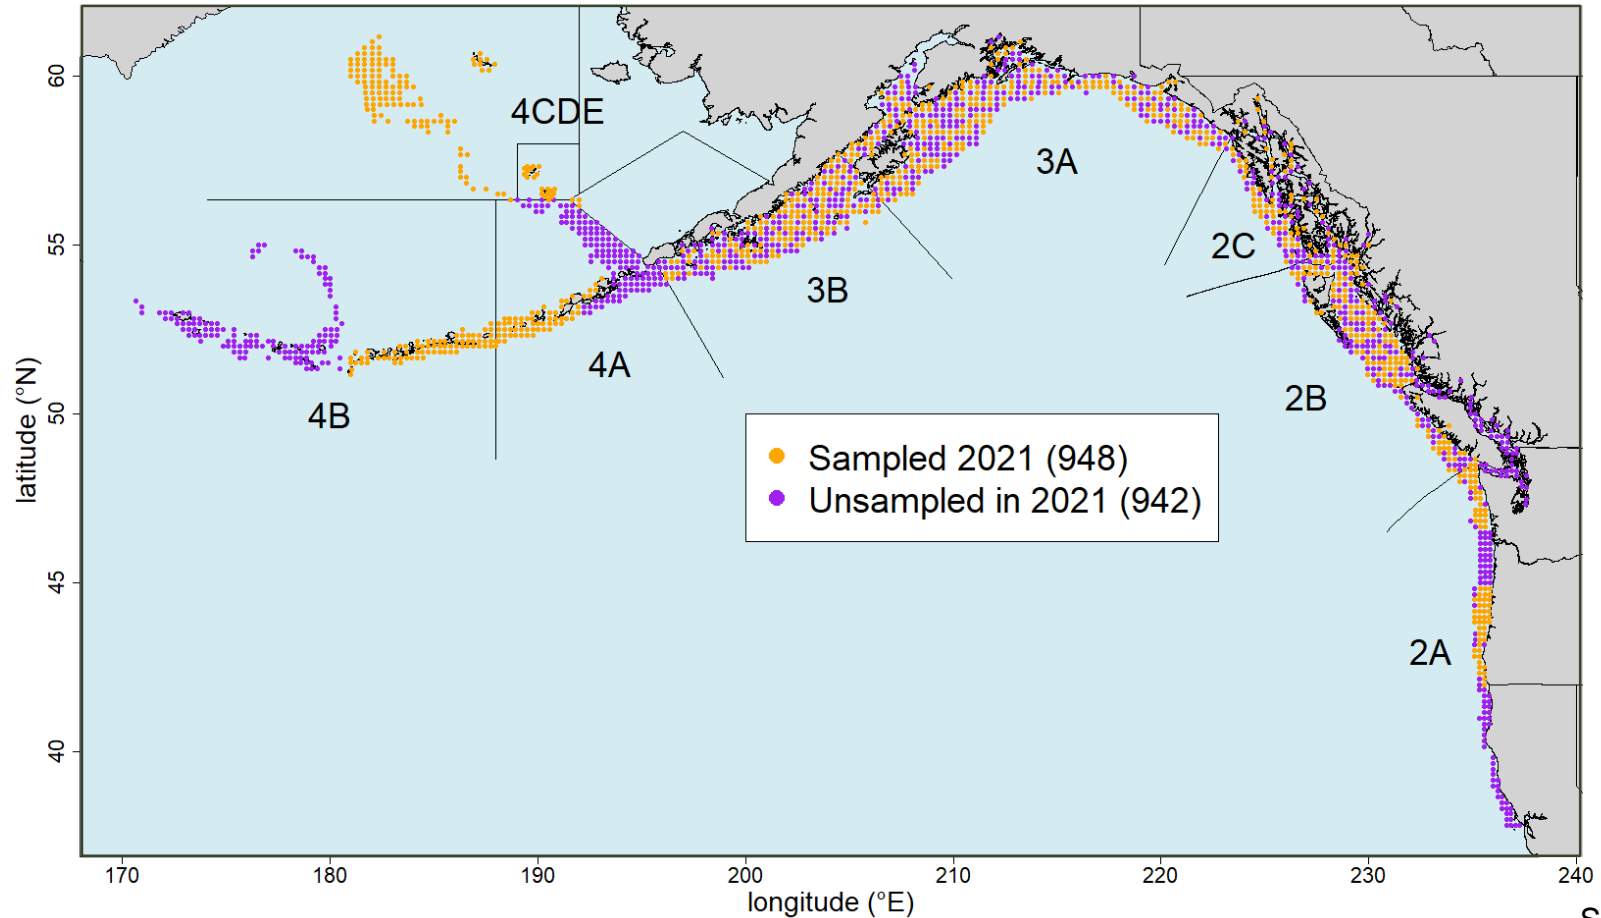 60
55
50
45
40
latitude (°N)
4CDE
3A
2C
3B
4A
2B
4B
2A
Sampled 2021 (948)
Unsampled in 2021 (942)
170
180
190
200
210
220
230
240
longitude (°E)